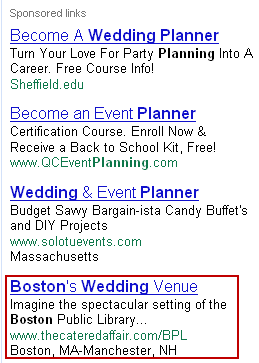 Sponsored links
Become A Wedding Planner
Turn Your Love For Party Planning Into A
Career. Free Course Info!
Sheffield.edu
Become an Event Planner
Certification Course. Enroll Now &
Receive a Back to School Kit, Free!
www.QCEventPlanning.com
Wedding & Event Planner
Budget Savvy Bargain-ista Candy Buffet's
and DIY Projects
www.solotuevents.com
Massachusetts
Boston's Wedding Venue
Imagine the spectacular setting of the
Boston Public Library...
www.thecateredaffair.com/BPL
Boston, MA-Manchester, NH